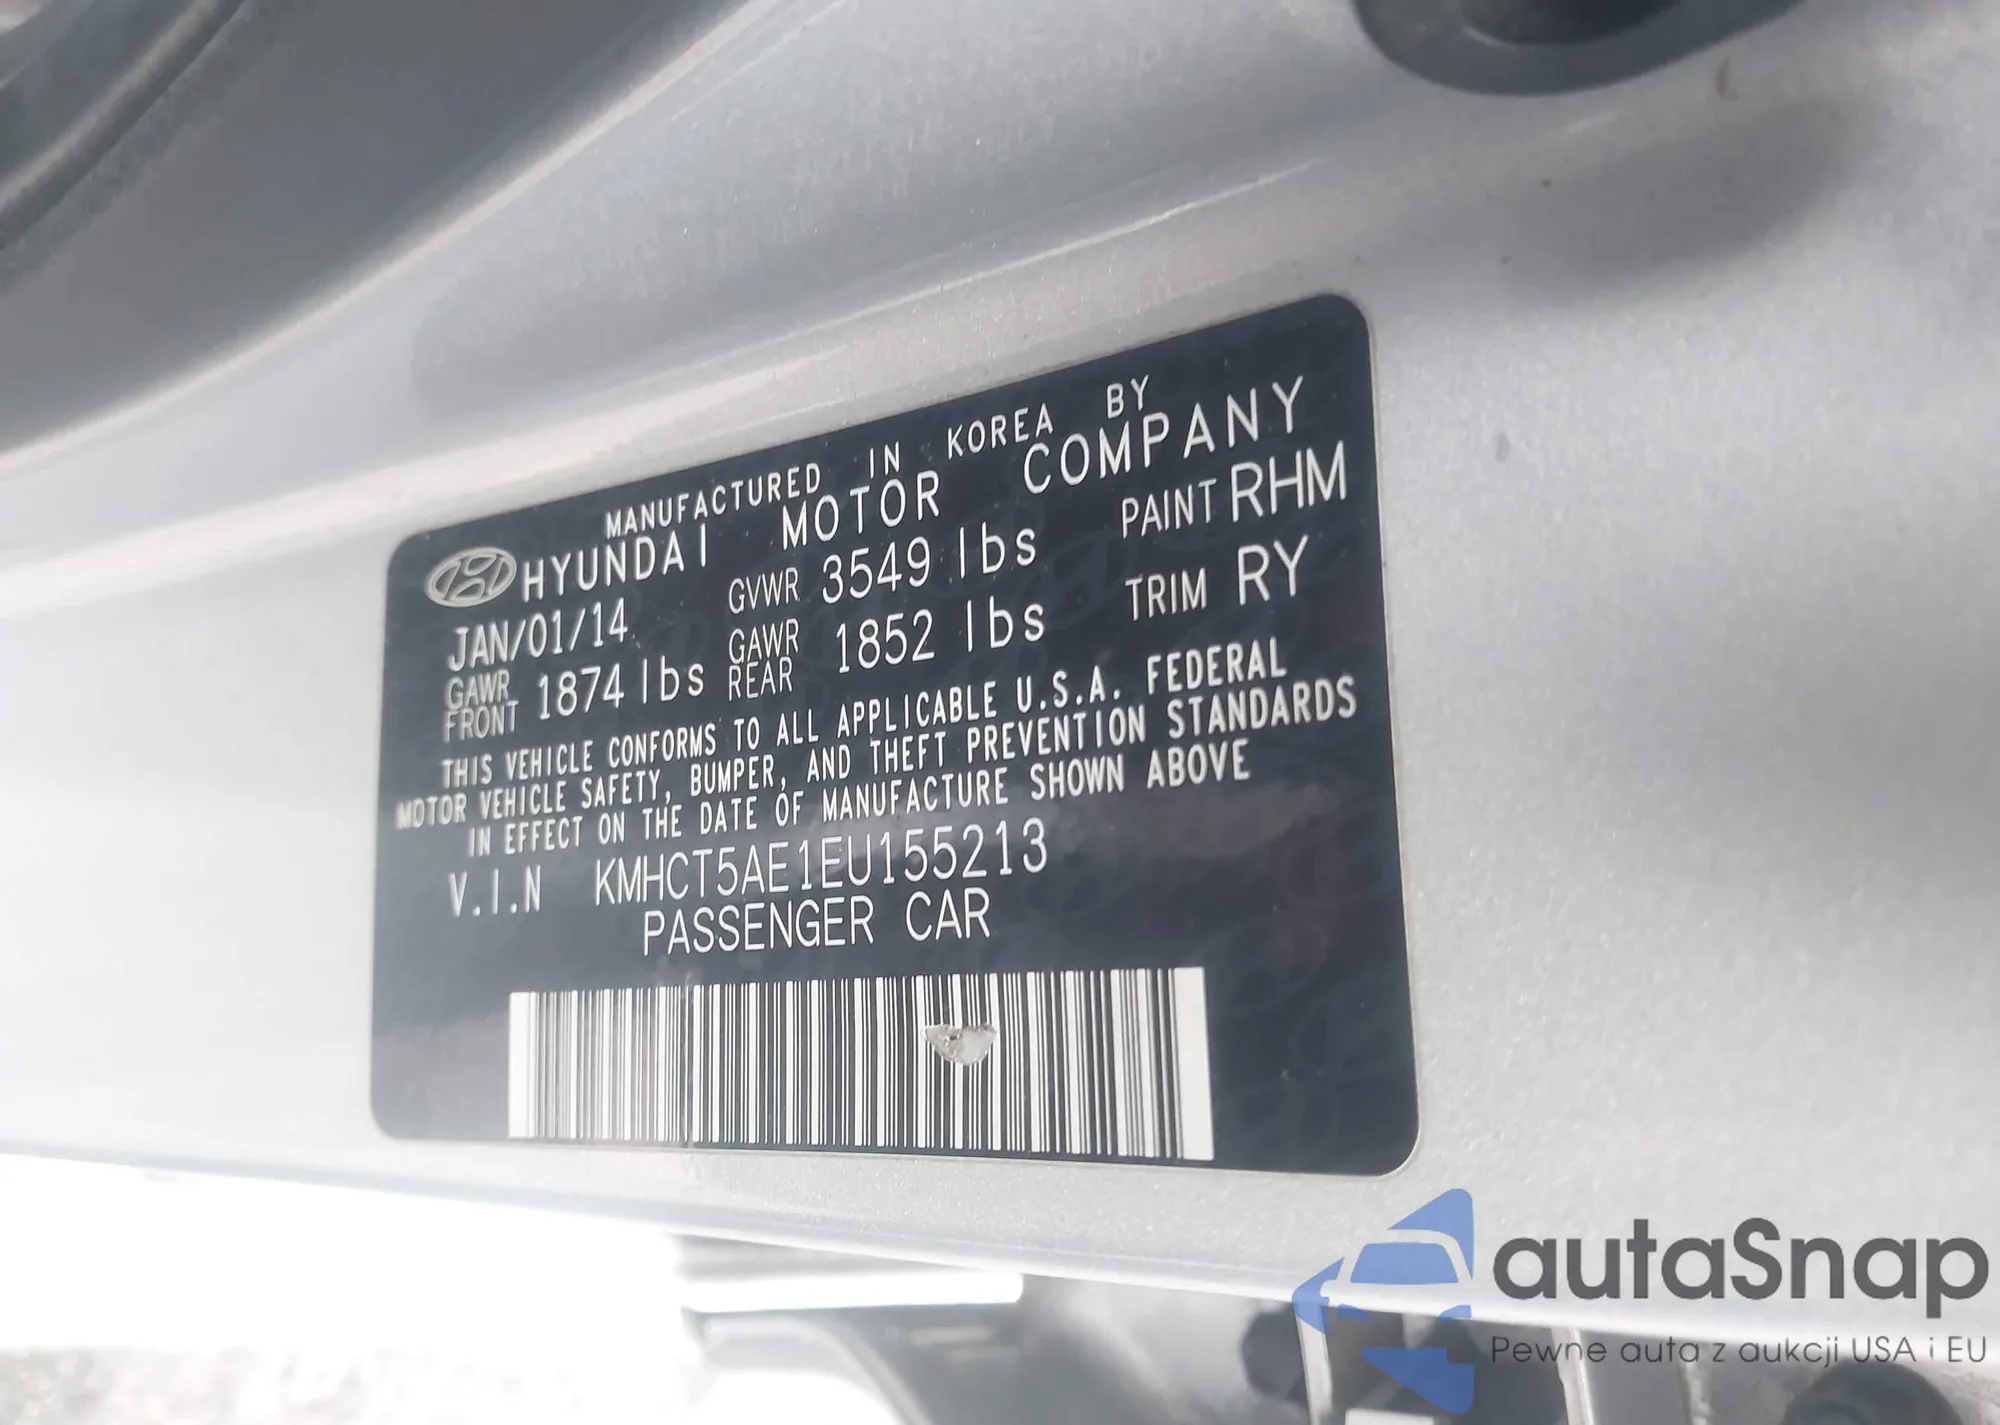 MANUFACTURED IN KOREA BY
HYUNDAI MOTOR COMPANY
JAN/01/14 GVWR 3549 lbs PAINT RHM
GAWR FRONT 1874 lbs GAWR REAR 1852 lbs TRIM RY
THIS VEHICLE CONFORMS TO ALL APPLICABLE U.S.A. FEDERAL
MOTOR VEHICLE SAFETY, BUMPER, AND THEFT PREVENTION STANDARDS
IN EFFECT ON THE DATE OF MANUFACTURE SHOWN ABOVE
V.I.N KMHCT5AE1EU155213
PASSENGER CAR
autaSnap
Pewne auta z aukcji USA i EU